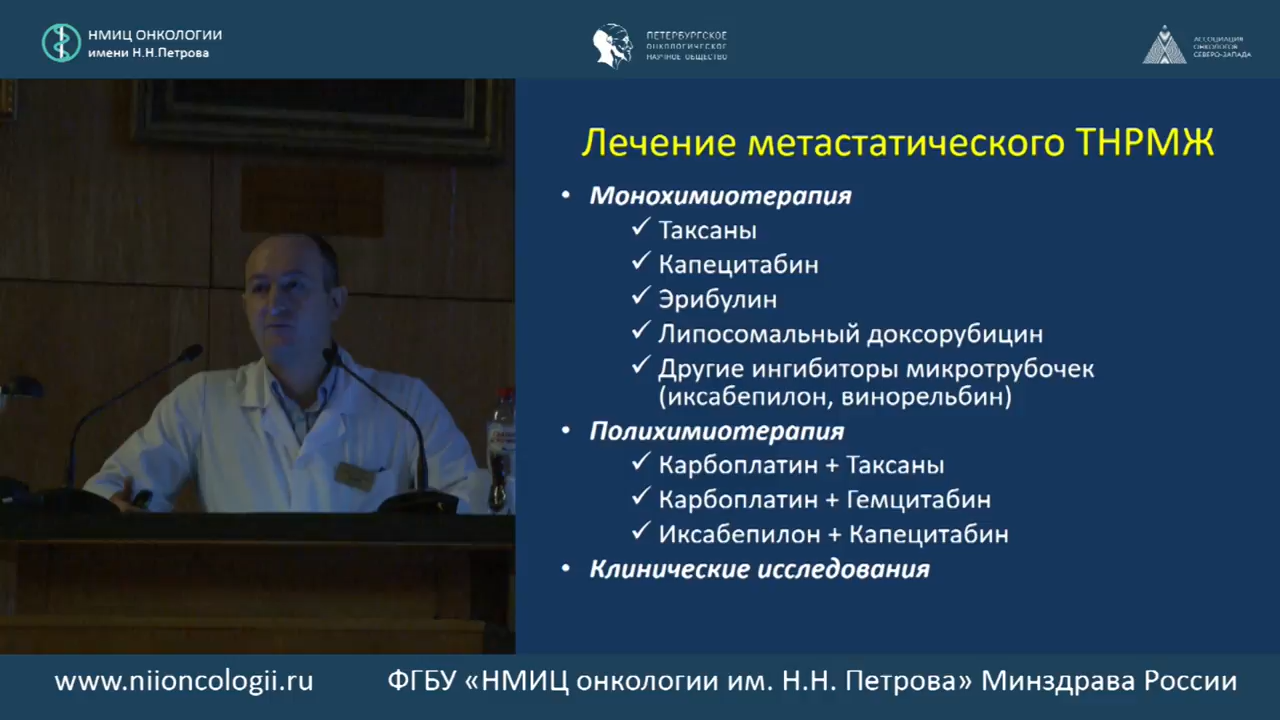 НМИЦ ОНКОЛОГИИ
имени Н.Н.Петрова
ПЕТЕРБУРГСКОЕ
ОНКОЛОГИЧЕСКОЕ
НАУЧНОЕ ОБЩЕСТВО
АССОЦИАЦИЯ
ОНКОЛОГОВ
СЕВЕРО-ЗАПАДА
Лечение метастатического ТНРМЖ
• Монохимиотерапия
✓ Таксаны
✓ Капецитабин
✓ Эрибулин
✓ Липосомальный доксорубицин
✓ Другие ингибиторы микротрубочек
(иксабепилон, винорельбин)
• Полихимиотерапия
✓ Карбоплатин + Таксаны
✓ Карбоплатин + Гемцитабин
✓ Иксабепилон + Капецитабин
• Клинические исследования
www.niioncologii.ru
ФГБУ «НМИЦ онкологии им. Н.Н. Петрова» Минздрава России